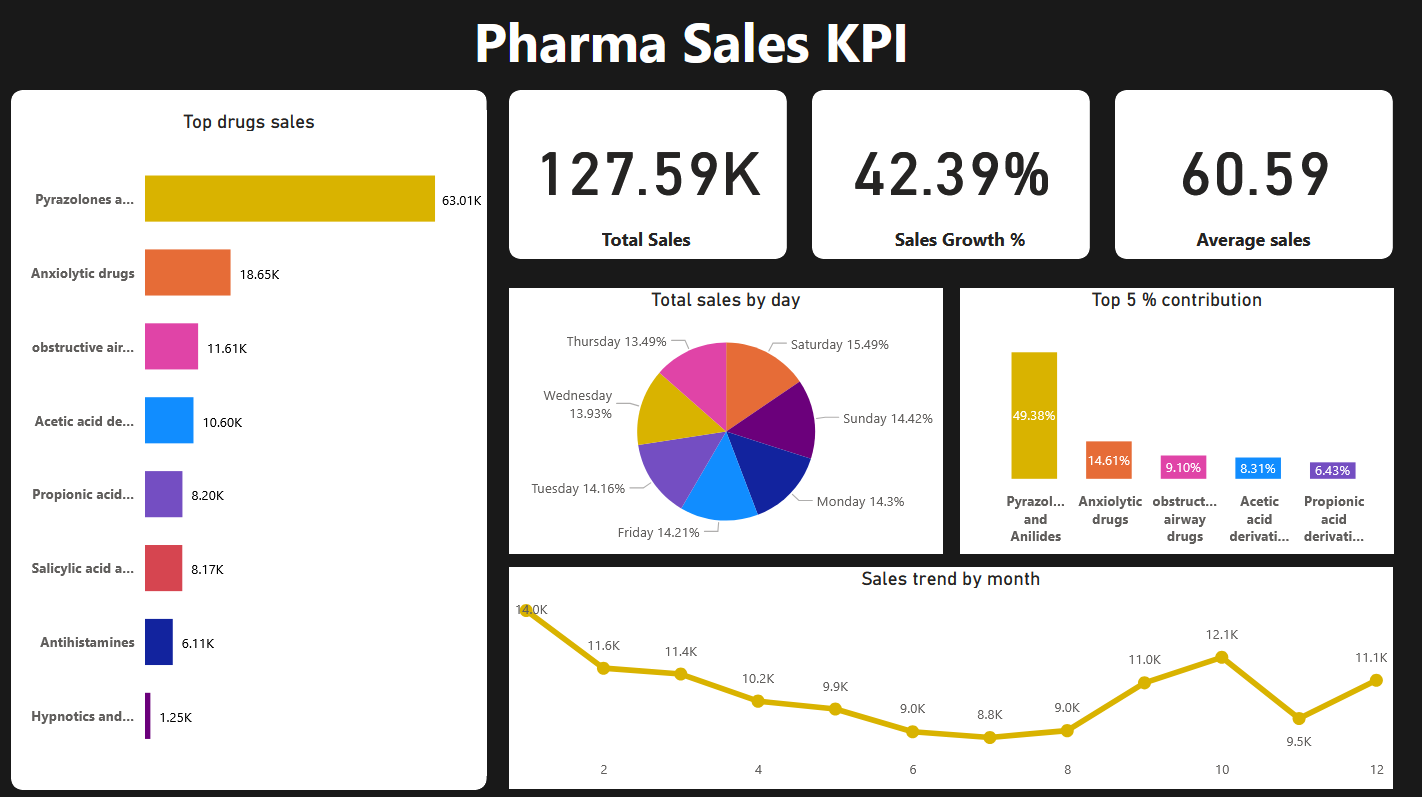 Pharma Sales KPI
Top drugs sales
Pyrazolones a...
63.01K
Anxiolytic drugs
18.65K
obstructive air...
11.61K
Acetic acid de...
10.60K
Propionic acid...
8.20K
Salicylic acid a...
8.17K
Antihistamines
6.11K
Hypnotics and...
1.25K
127.59K
Total Sales
42.39%
Sales Growth %
60.59
Average sales
Total sales by day
Thursday 13.49%
Saturday 15.49%
Wednesday
13.93%
Sunday 14.42%
Tuesday 14.16%
Monday 14.3%
Friday 14.21%
Top 5 % contribution
49.38%
14.61%
9.10%
8.31%
6.43%
Pyrazol...
and
Anilides
Anxiolytic
drugs
obstruct...
airway
drugs
Acetic
acid
derivati...
Propionic
acid
derivati...
Sales trend by month
14.0K
11.6K
11.4K
10.2K
9.9K
9.0K
8.8K
9.0K
11.0K
12.1K
9.5K
11.1K
2
4
6
8
10
12